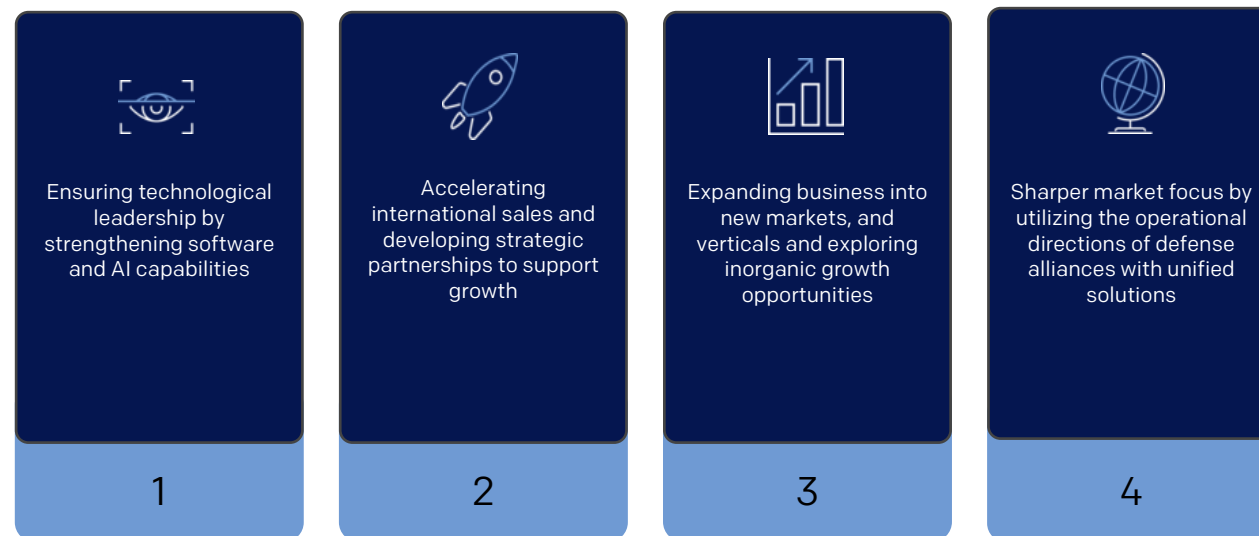 Ensuring technological
leadership by
strengthening software
and AI capabilities
1
Accelerating
international sales and
developing strategic
partnerships to support
growth
2
Expanding business into
new markets, and
verticals and exploring
inorganic growth
opportunities
3
Sharper market focus by
utilizing the operational
directions of defense
alliances with unified
solutions
4